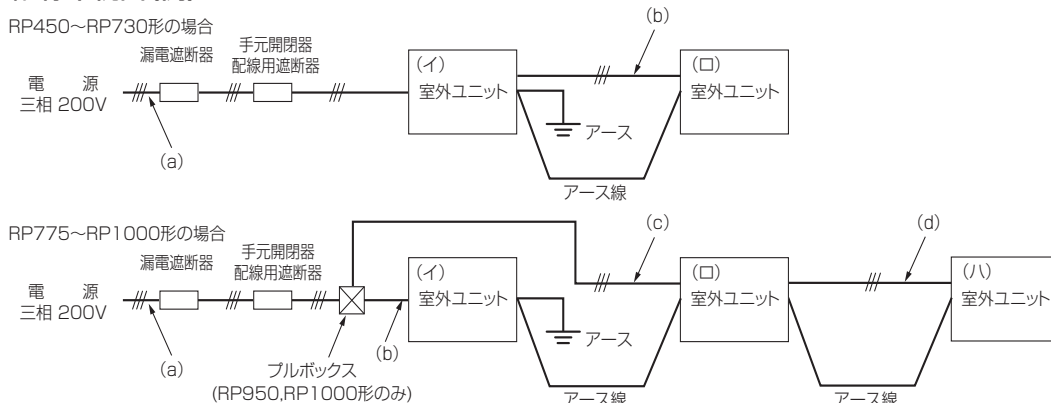 RP450～RP730形の場合
漏電遮断器
手元開閉器
配線用遮断器
電　　源
三相 200V
(a)
(イ)
室外ユニット
アース
(b)
(ロ)
室外ユニット
アース線
RP775～RP1000形の場合
漏電遮断器
手元開閉器
配線用遮断器
電　　源
三相 200V
(a)
プルボックス
(RP950,RP1000形のみ)
(b)
(イ)
室外ユニット
アース
(c)
(ロ)
室外ユニット
アース線
(d)
(ハ)
室外ユニット
アース線